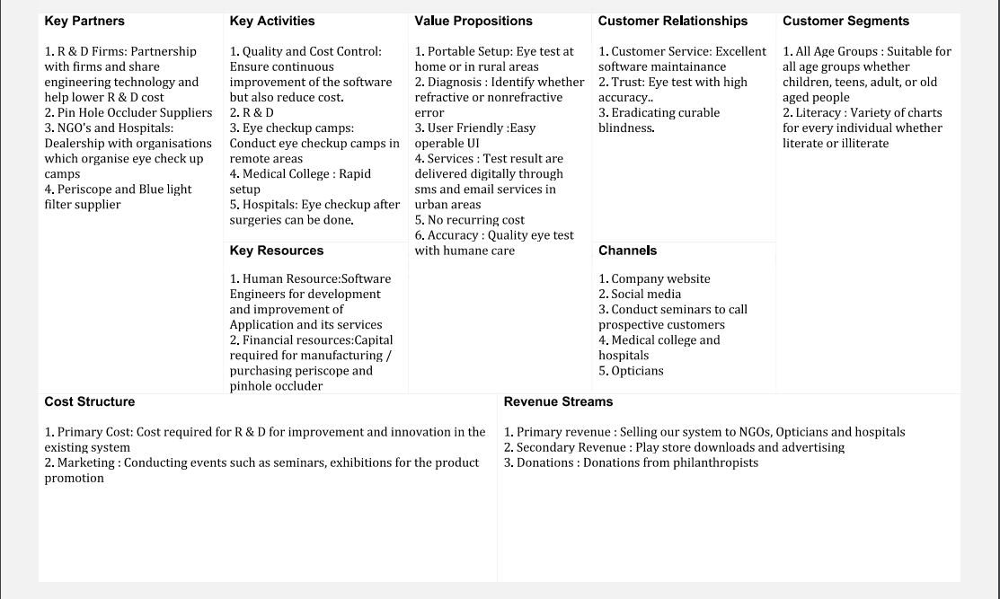 Key Partners
1. R & D Firms: Partnership
with firms and share
engineering technology and
help lower R & D cost
2. Pin Hole Occluder Suppliers
3. NGO's and Hospitals:
Dealership with organisations
which organise eye check up
camps
4. Periscope and Blue light
filter supplier
Key Activities
1. Quality and Cost Control:
Ensure continuous
improvement of the software
but also reduce cost.
2. R & D
3. Eye checkup camps:
Conduct eye checkup camps in
remote areas
4. Medical College : Rapid
setup
5. Hospitals: Eye checkup after
surgeries can be done.
Key Resources
1. Human Resource:Software
Engineers for development
and improvement of
Application and its services
2. Financial resources:Capital
required for manufacturing /
purchasing periscope and
pinhole occluder
Value Propositions
1. Portable Setup: Eye test at
home or in rural areas
2. Diagnosis : Identify whether
refractive or nonrefractive
error
3. User Friendly :Easy
operable UI
4. Services : Test result are
delivered digitally through
sms and email services in
urban areas
5. No recurring cost
6. Accuracy : Quality eye test
with humane care
Customer Relationships
1. Customer Service: Excellent
software maintainance
2. Trust: Eye test with high
accuracy..
3. Eradicating curable
blindness.
Channels
1. Company website
2. Social media
3. Conduct seminars to call
prospective customers
4. Medical college and
hospitals
5. Opticians
Customer Segments
1. All Age Groups : Suitable for
all age groups whether
children, teens, adult, or old
aged people
2. Literacy : Variety of charts
for every individual whether
literate or illiterate
Cost Structure
1. Primary Cost: Cost required for R & D for improvement and innovation in the
existing system
2. Marketing : Conducting events such as seminars, exhibitions for the product
promotion
Revenue Streams
1. Primary revenue : Selling our system to NGOs, Opticians and hospitals
2. Secondary Revenue : Play store downloads and advertising
3. Donations : Donations from philanthropists